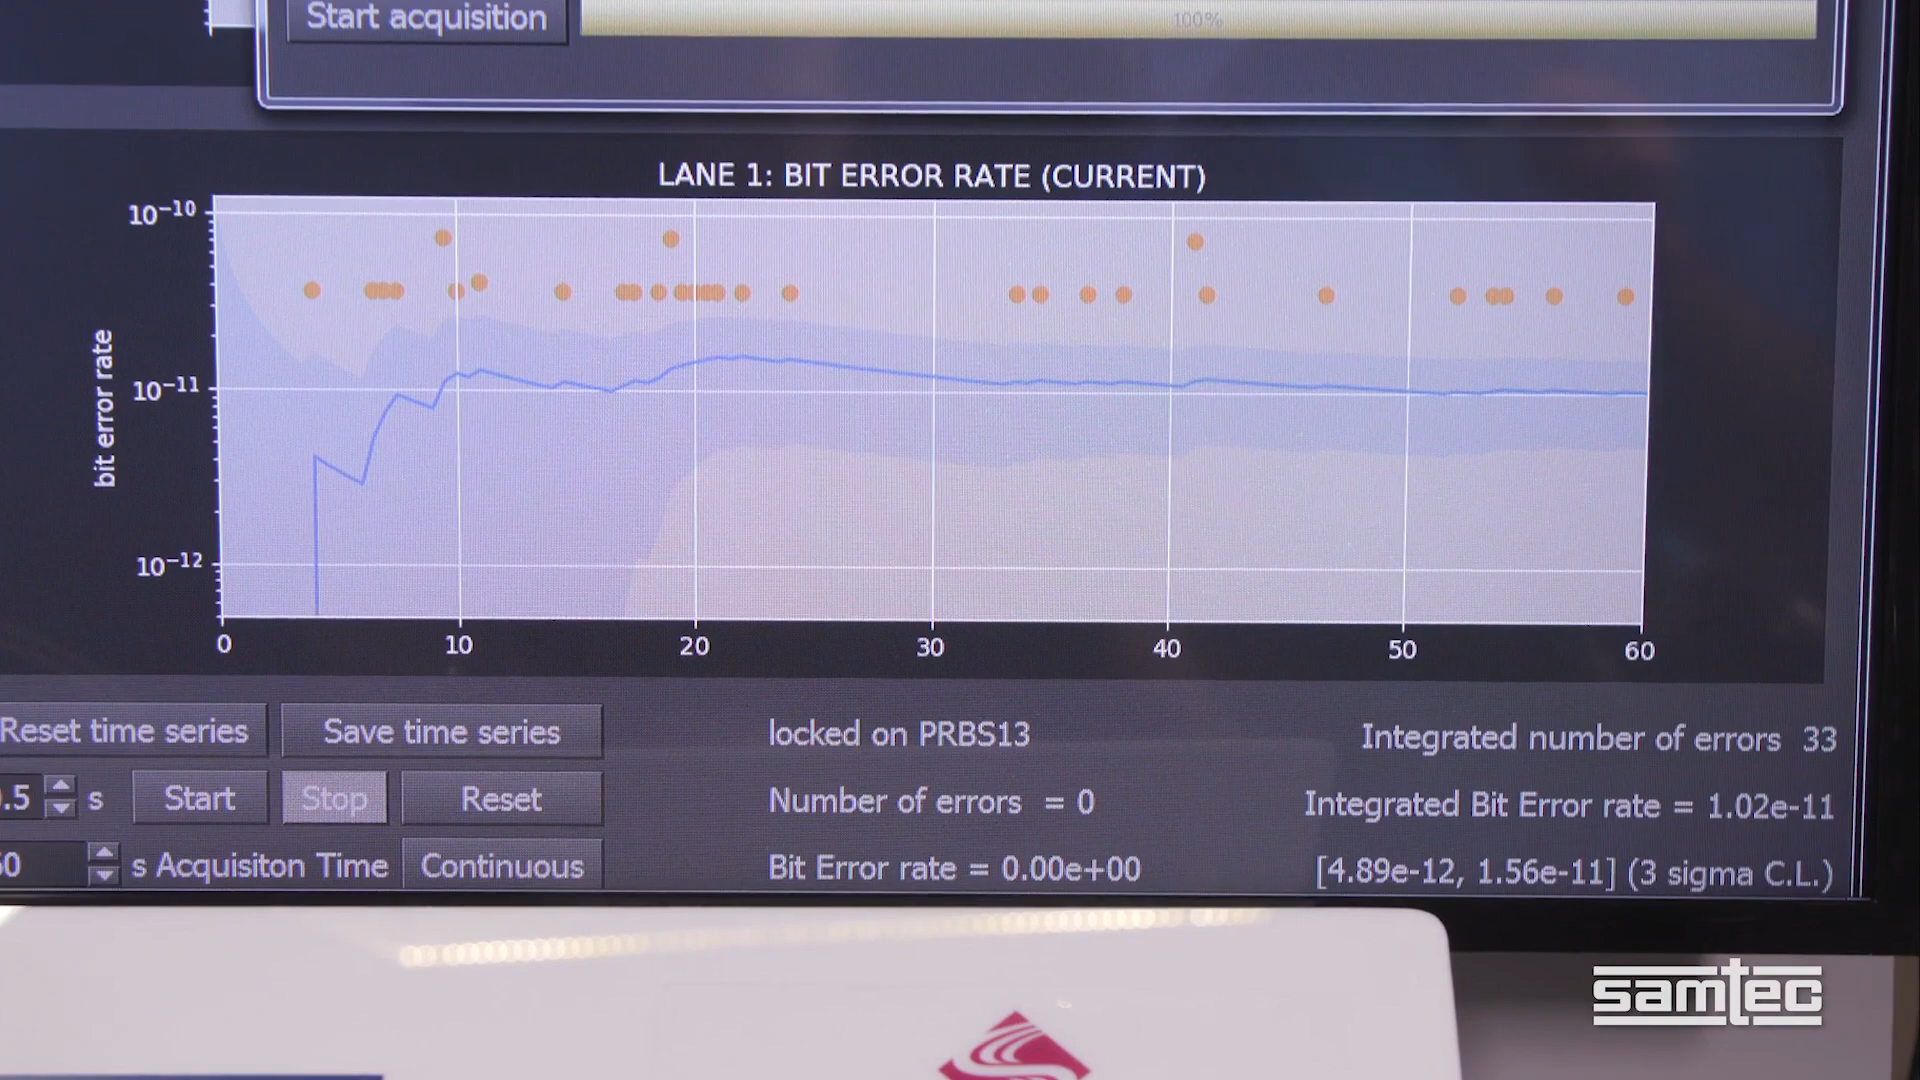 Start acquisition
100%
LANE 1: BIT ERROR RATE (CURRENT)
bit error rate
10⁻¹⁰
10⁻¹¹
10⁻¹²
0 10 20 30 40 50 60
Reset time series
Save time series
locked on PRBS13
Integrated number of errors 33
.5 s
Start
Stop
Reset
Number of errors = 0
Integrated Bit Error rate = 1.02e-11
s Acquisiton Time
Continuous
Bit Error rate = 0.00e+00
[4.89e-12, 1.56e-11] (3 sigma C.L.)
samtec